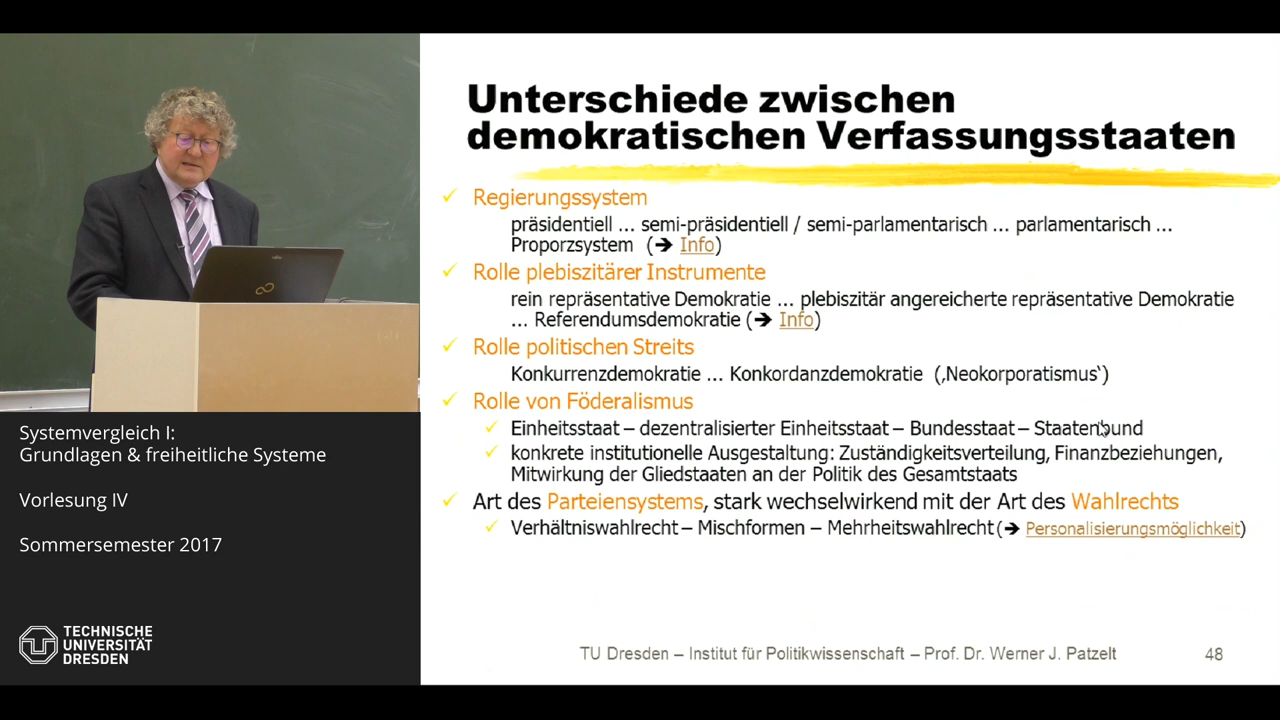 Unterschiede zwischen
demokratischen Verfassungsstaaten
Regierungssystem
präsidentiell ... semi-präsidentiell / semi-parlamentarisch ... parlamentarisch ...
Proporzsystem (➔ Info)
Rolle plebiszitärer Instrumente
rein repräsentative Demokratie ... plebiszitär angereicherte repräsentative Demokratie
... Referendumsdemokratie (➔ Info)
Rolle politischen Streits
Konkurrenzdemokratie ... Konkordanzdemokratie (‚Neokorporatismus‘)
Rolle von Föderalismus
Einheitsstaat – dezentralisierter Einheitsstaat – Bundesstaat – Staatenbund
konkrete institutionelle Ausgestaltung: Zuständigkeitsverteilung, Finanzbeziehungen,
Mitwirkung der Gliedstaaten an der Politik des Gesamtstaats
Art des Parteiensystems, stark wechselwirkend mit der Art des Wahlrechts
Verhältniswahlrecht – Mischformen – Mehrheitswahlrecht (➔ Personalisierungsmöglichkeit)
TU Dresden – Institut für Politikwissenschaft – Prof. Dr. Werner J. Patzelt 48
Systemvergleich I:
Grundlagen & freiheitliche Systeme
Vorlesung IV
Sommersemester 2017
TECHNISCHE
UNIVERSITÄT
DRESDEN